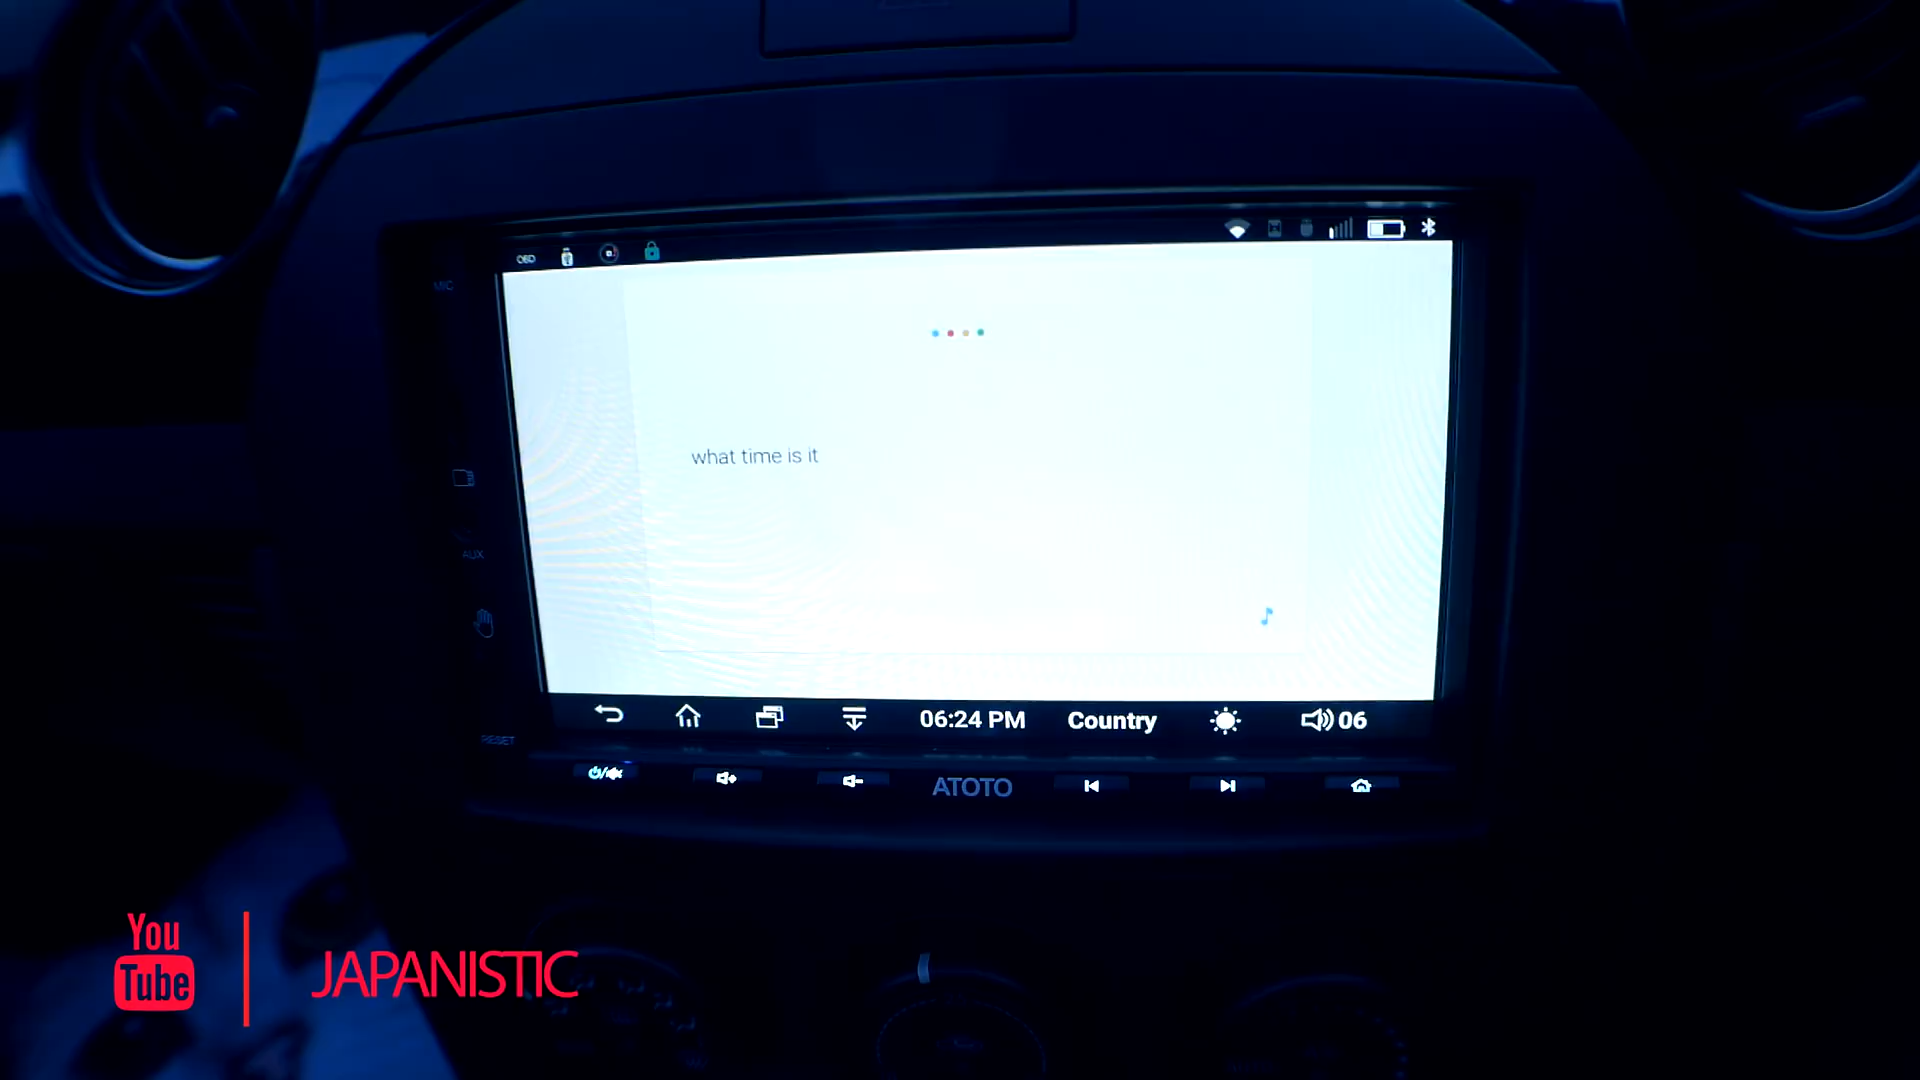 OBD
MIC
what time is it
AUX
RESET
06:24 PM
Country
06
ATOTO
You
Tube
JAPANISTIC